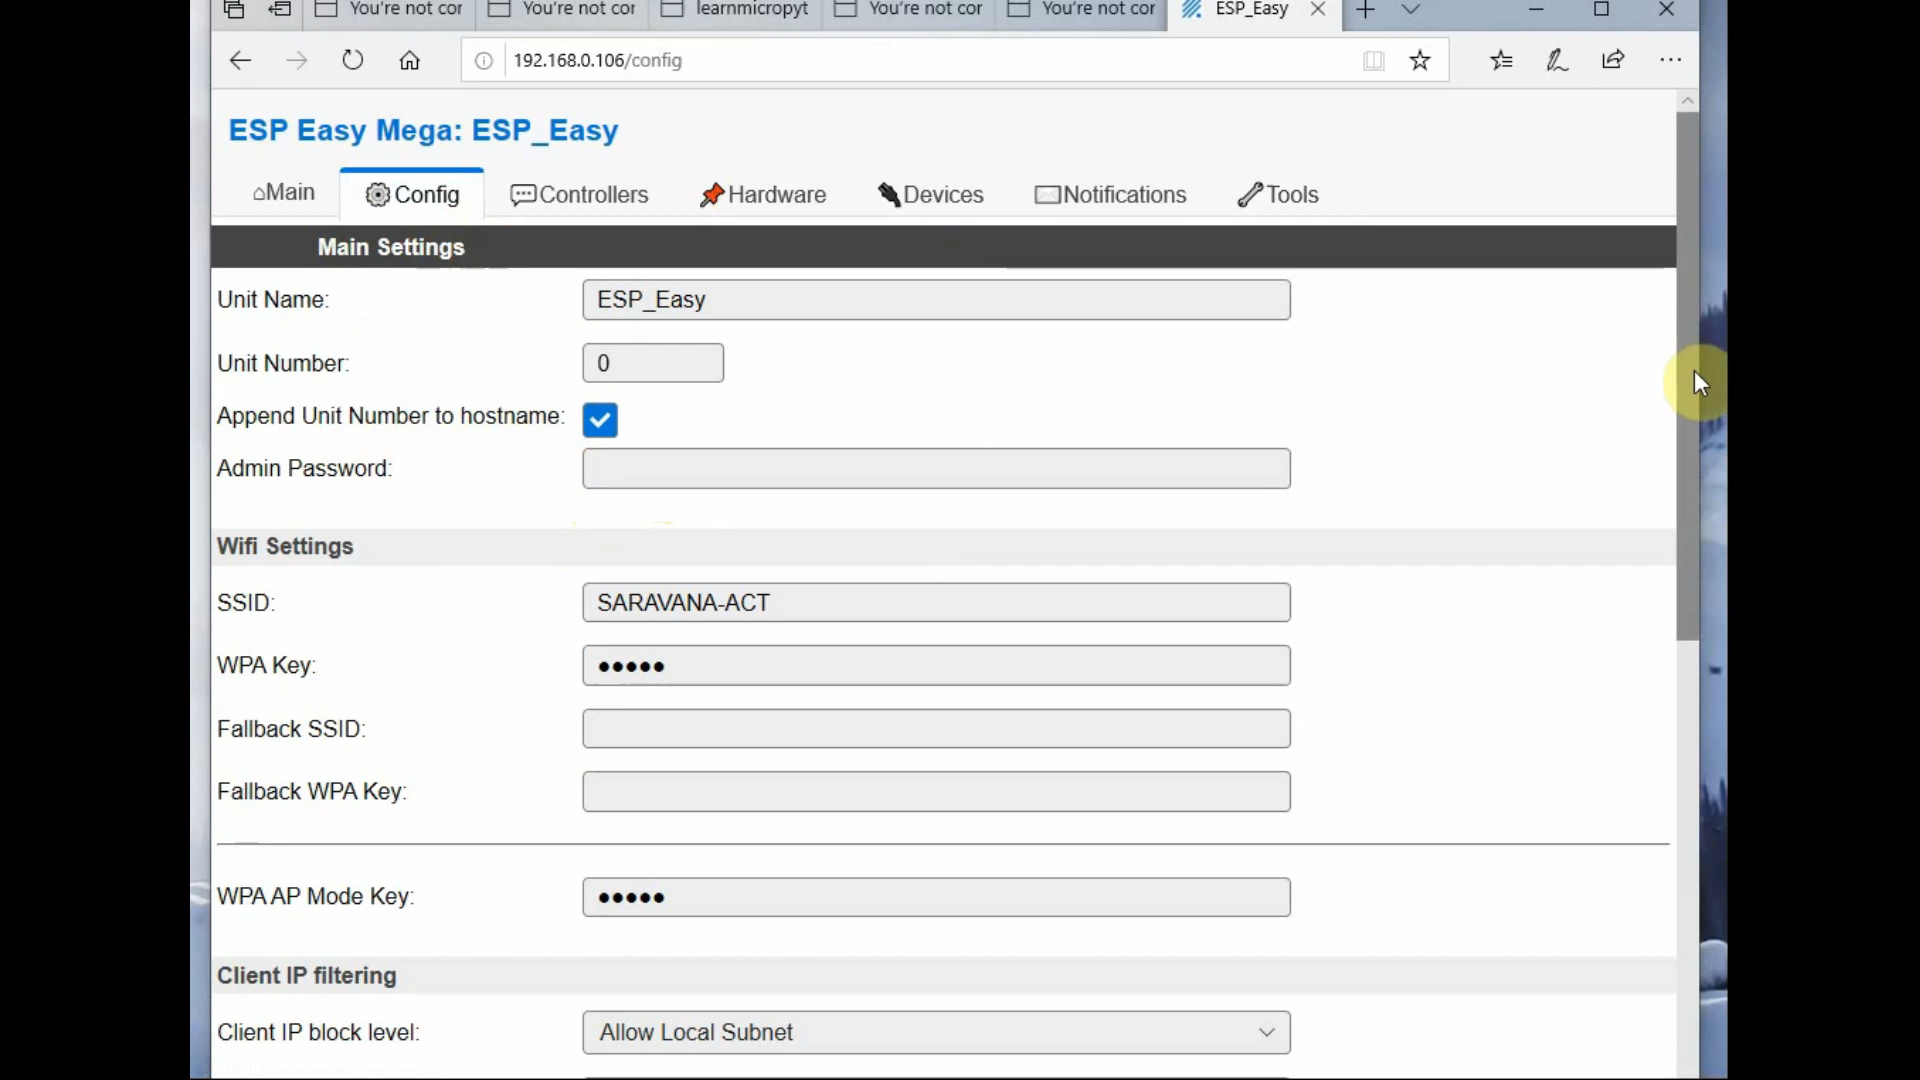 You're not cor
You're not cor
learnmicropyt
You're not cor
You're not cor
ESP_Easy
192.168.0.106/config
ESP Easy Mega: ESP_Easy
Main
Config
Controllers
Hardware
Devices
Notifications
Tools
Main Settings
Unit Name:
ESP_Easy
Unit Number:
0
Append Unit Number to hostname:
Admin Password:
Wifi Settings
SSID:
SARAVANA-ACT
WPA Key:
●●●●●
Fallback SSID:
Fallback WPA Key:
WPA AP Mode Key:
●●●●●
Client IP filtering
Client IP block level:
Allow Local Subnet